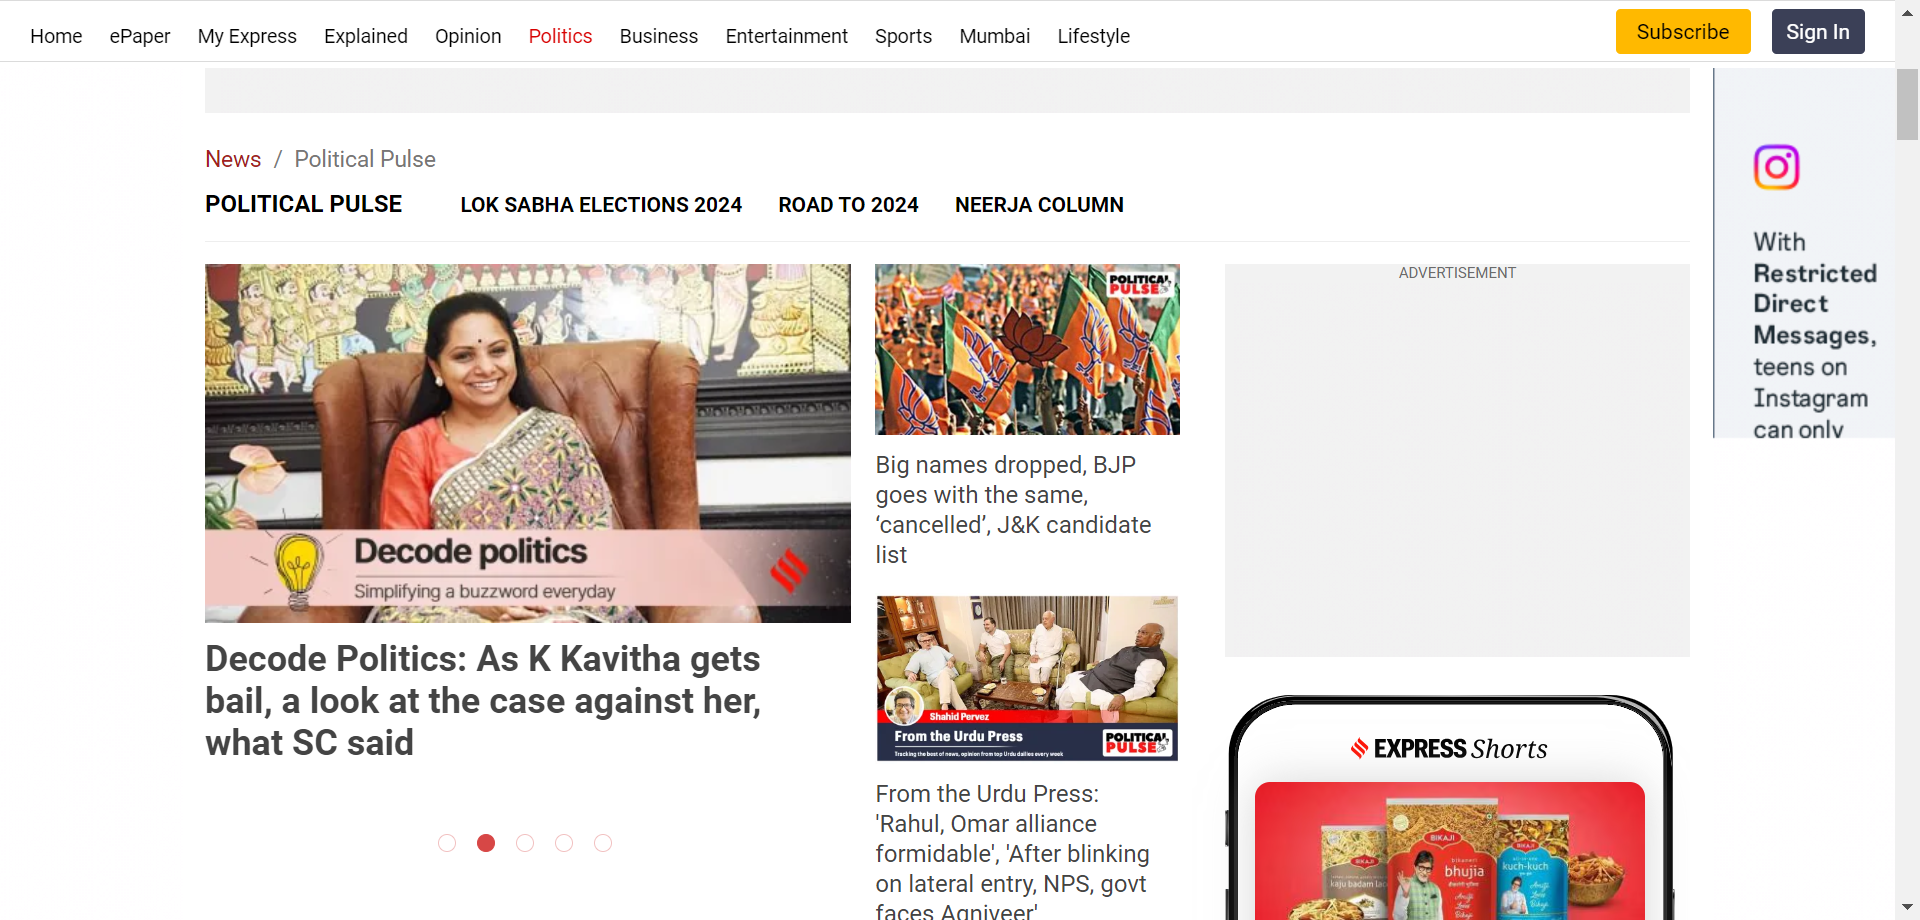 Home ePaper My Express Explained Opinion Politics Business Entertainment Sports Mumbai Lifestyle
Subscribe Sign In
News / Political Pulse
POLITICAL PULSE LOK SABHA ELECTIONS 2024 ROAD TO 2024 NEERJA COLUMN
Decode politics
Simplifying a buzzword everyday
Decode Politics: As K Kavitha gets
bail, a look at the case against her,
what SC said
POLITICAL
PULSE
Big names dropped, BJP
goes with the same,
‘cancelled’, J&K candidate
list
Shahid Pervez
From the Urdu Press
Tracking the best of news, opinion from top Urdu dailies every week
POLITICAL
PULSE
From the Urdu Press:
'Rahul, Omar alliance
formidable', 'After blinking
on lateral entry, NPS, govt
faces Agniveer'
ADVERTISEMENT
EXPRESS Shorts
BIKAJI
bikaneri
bhujia
BIKAJI
kaju badam
BIKAJI
kuch-kuch
With
Restricted
Direct
Messages,
teens on
Instagram
can only